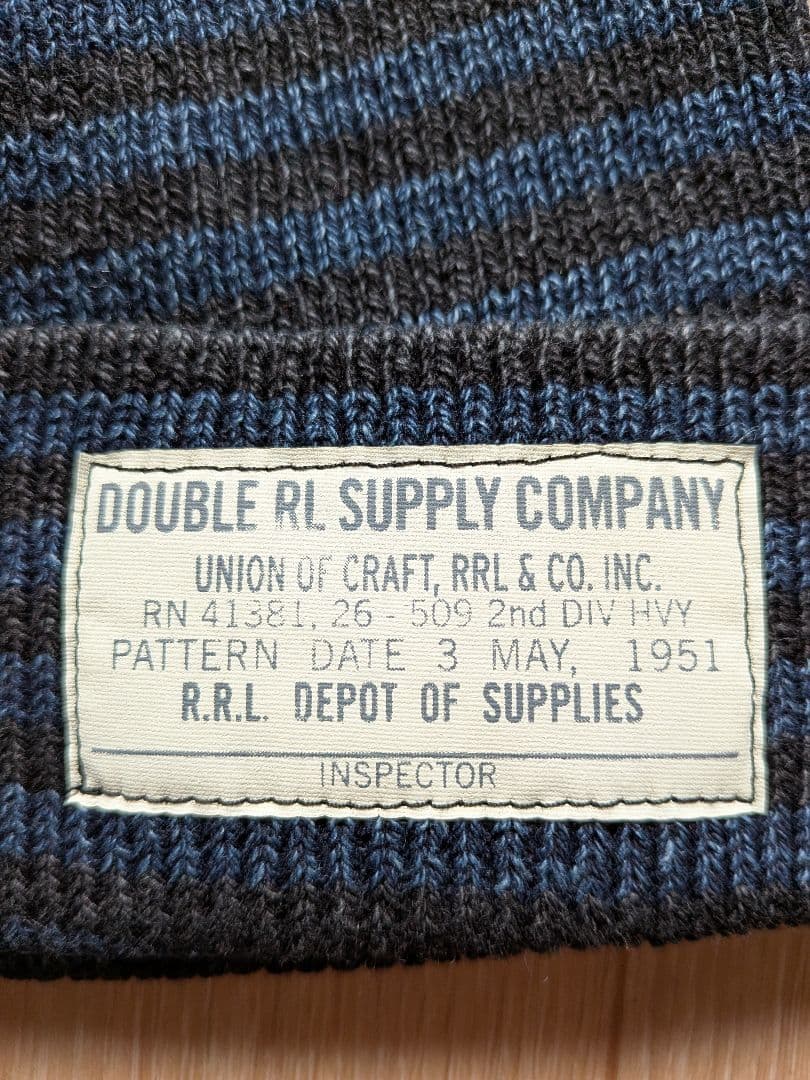 DOUBLE RL SUPPLY COMPANY
UNION OF CRAFT, RRL & CO. INC.
RN 41381, 26 - 509 2nd DIV HVY
PATTERN DATE 3 MAY, 1951
R.R.L. DEPOT OF SUPPLIES
INSPECTOR